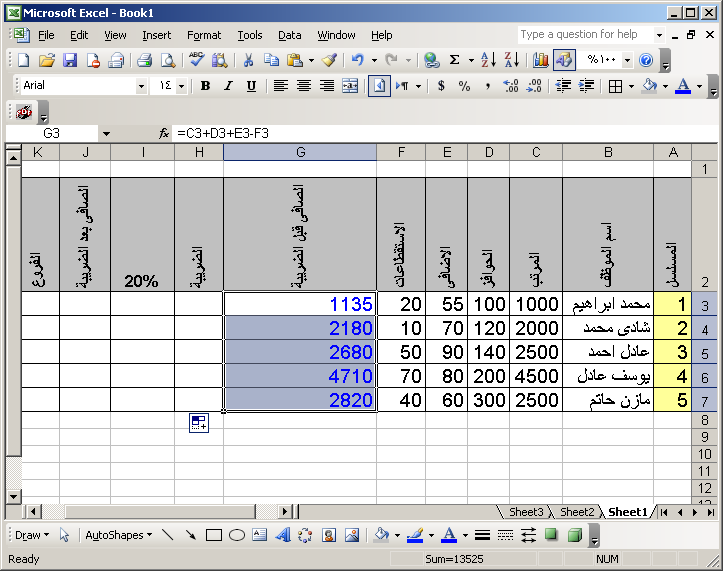 Microsoft Excel - Book1
File Edit View Insert Format Tools Data Window Help Type a question for help
%١٠٠
Arial ١٤ B I U $ %
G3 fx =C3+D3+E3-F3
K J I H G F E D C B A
1
الفروع الصافى بعد الضريبية 20% الضريبة الصافى قبل الضريبية الاستقطاعات الاضافى الحوافز المرتب اسم الموظف المسلسل 2
1135 20 55 100 1000 محمد ابراهيم 1 3
2180 10 70 120 2000 شادى محمد 2 4
2680 50 90 140 2500 عادل احمد 3 5
4710 70 80 200 4500 يوسف عادل 4 6
2820 40 60 300 2500 مازن حاتم 5 7
8
9
10
11
12
Sheet3 Sheet2 Sheet1
Draw AutoShapes
Ready Sum=13525 NUM